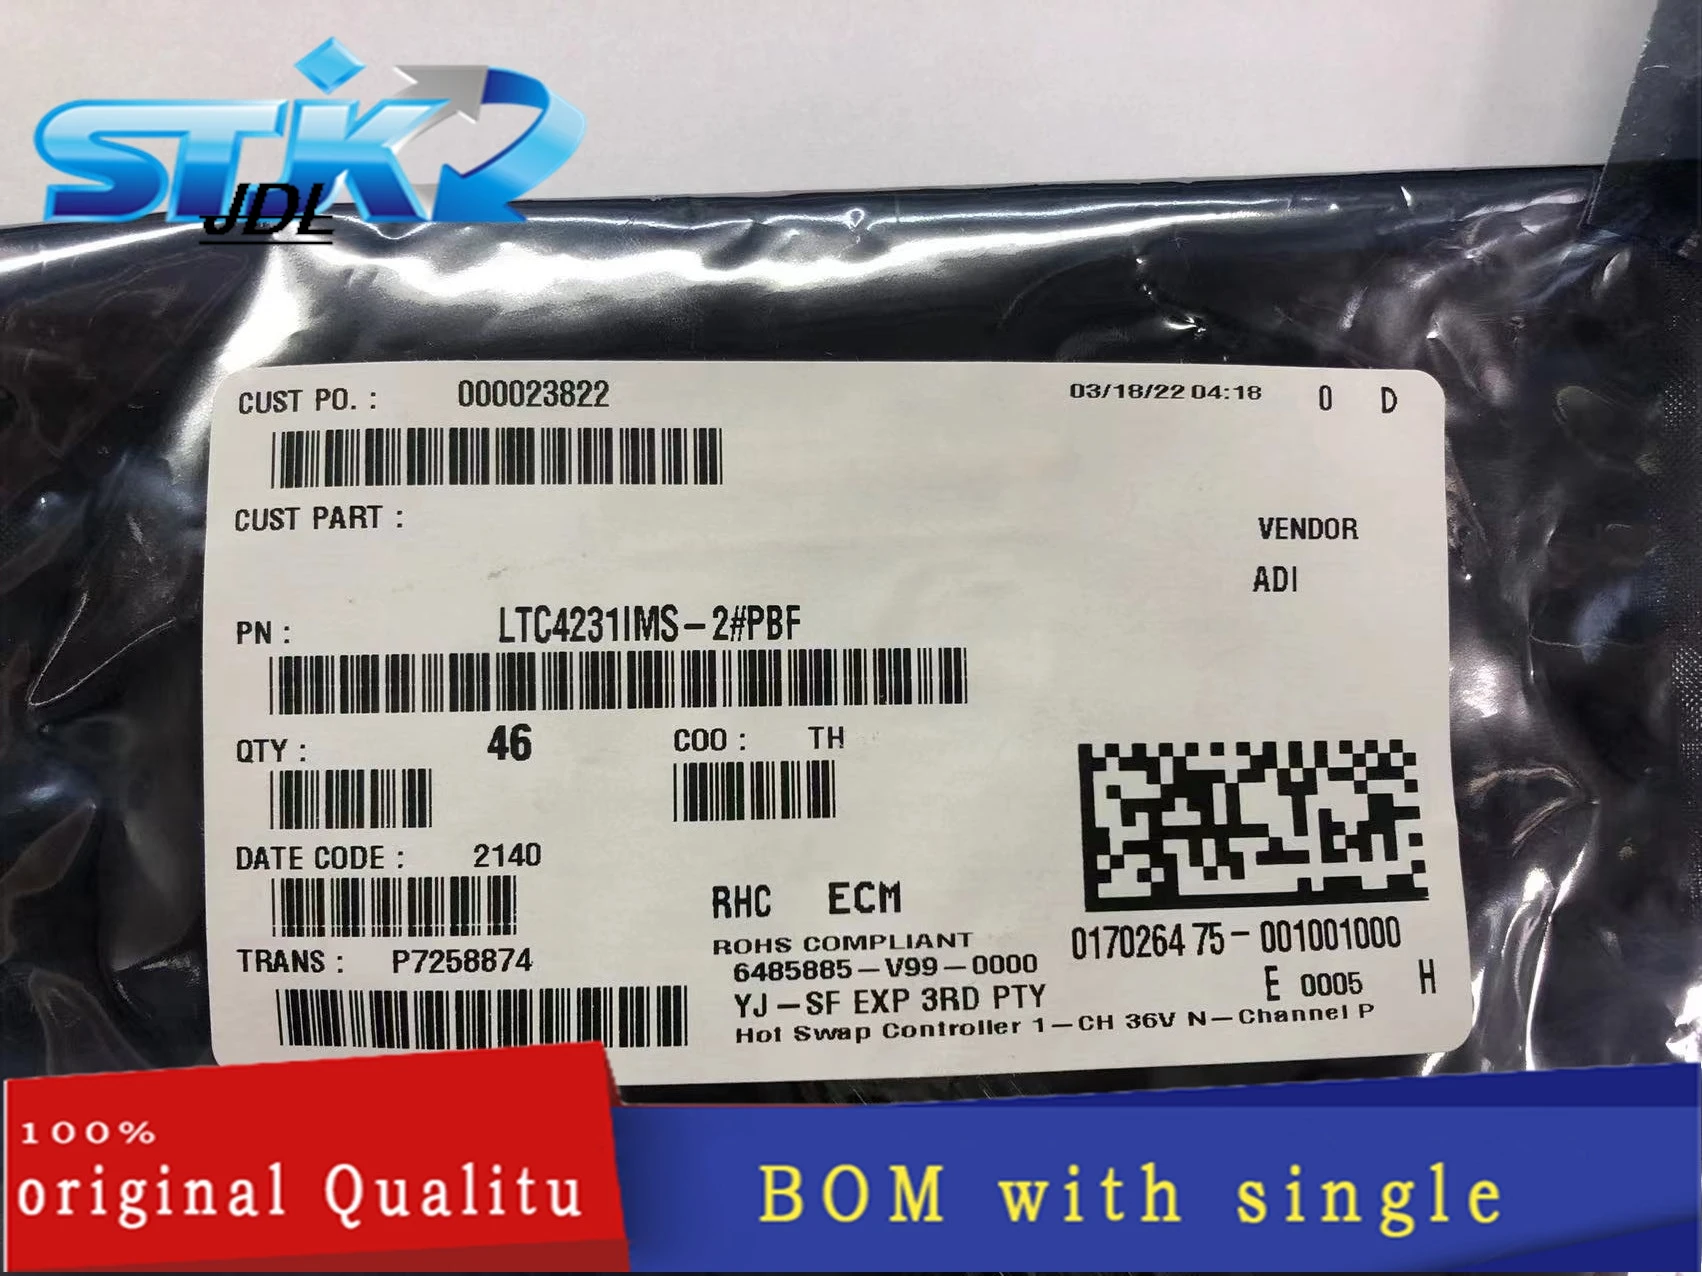 STK
JDL
CUST PO. : 000023822
03/18/22 04:18 0 D
CUST PART :
VENDOR
ADI
PN : LTC4231IMS-2#PBF
QTY : 46
COO : TH
DATE CODE : 2140
RHC ECM
ROHS COMPLIANT
TRANS : P7258874
6485885-V99-0000
YJ-SF EXP 3RD PTY
Hot Swap Controller 1-CH 36V N-Channel P
017026475-001001000
E 0005 H
100%
original Qualitu
BOM with single